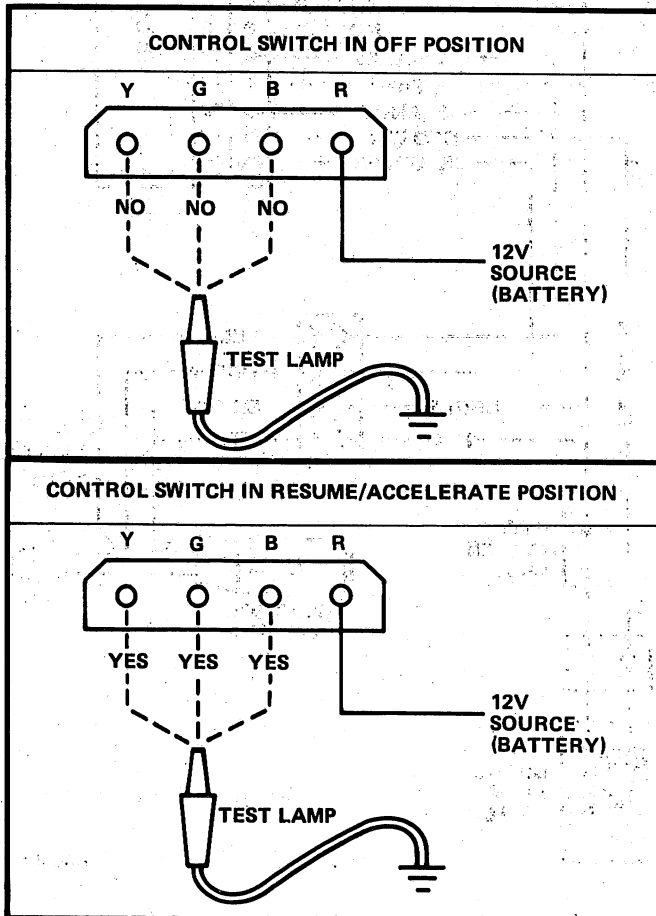 CONTROL SWITCH IN OFF POSITION
Y G B R
NO NO NO
12V
SOURCE
(BATTERY)
TEST LAMP
CONTROL SWITCH IN RESUME/ACCELERATE POSITION
Y G B R
YES YES YES
12V
SOURCE
(BATTERY)
TEST LAMP